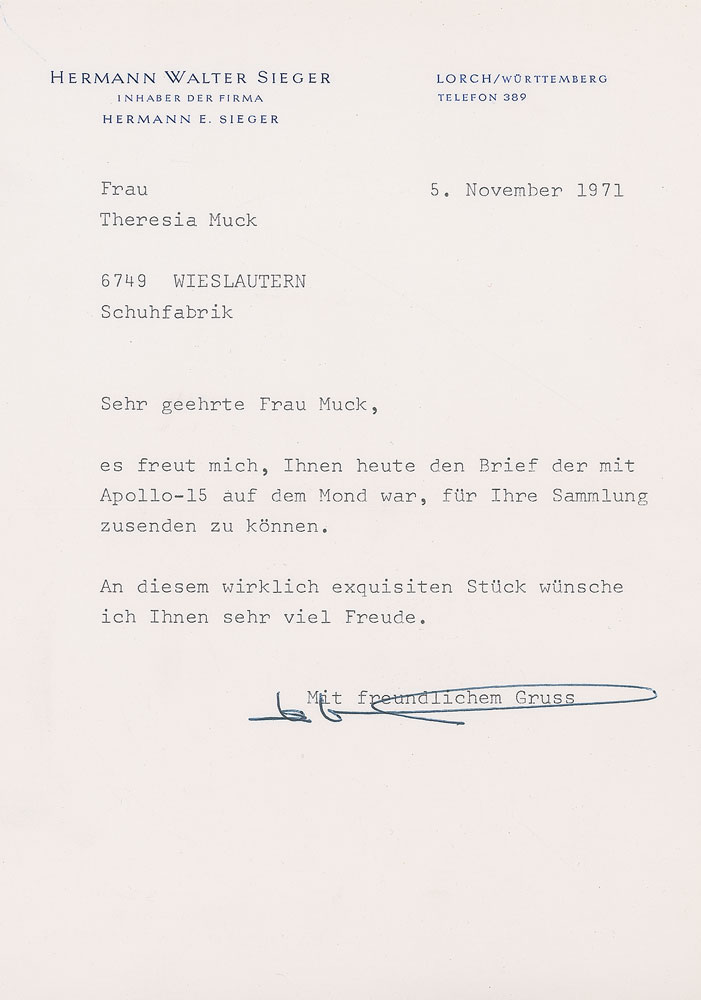 HERMANN WALTER SIEGER
INHABER DER FIRMA
HERMANN E. SIEGER
LORCH/WÜRTTEMBERG
TELEFON 389
Frau
Theresia Muck
5. November 1971
6749 WIESLAUTERN
Schuhfabrik
Sehr geehrte Frau Muck,
es freut mich, Ihnen heute den Brief der mit
Apollo-15 auf dem Mond war, für Ihre Sammlung
zusenden zu können.
An diesem wirklich exquisiten Stück wünsche
ich Ihnen sehr viel Freude.
Mit freundlichem Gruss